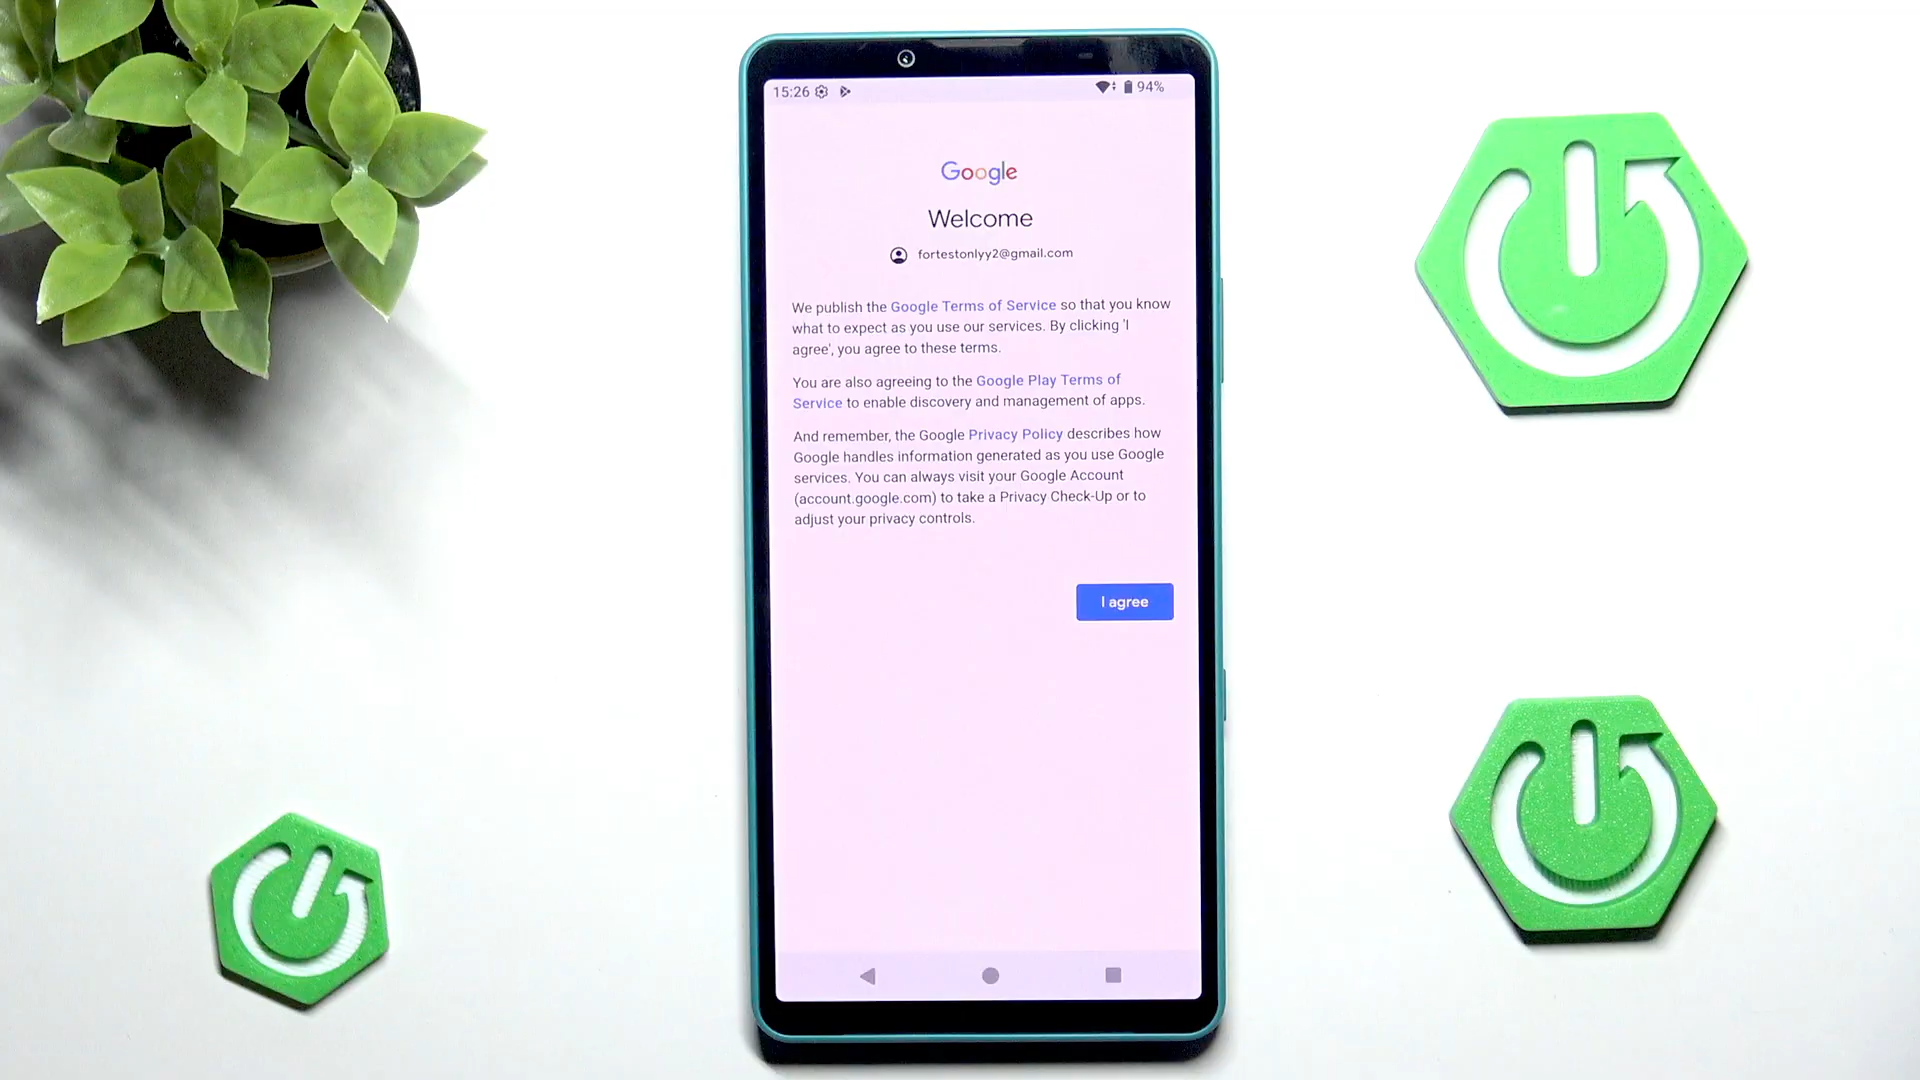 15:26
94%
Google
Welcome
fortestonlyy2@gmail.com
We publish the Google Terms of Service so that you know
what to expect as you use our services. By clicking 'I
agree', you agree to these terms.
You are also agreeing to the Google Play Terms of
Service to enable discovery and management of apps.
And remember, the Google Privacy Policy describes how
Google handles information generated as you use Google
services. You can always visit your Google Account
(account.google.com) to take a Privacy Check-Up or to
adjust your privacy controls.
I agree